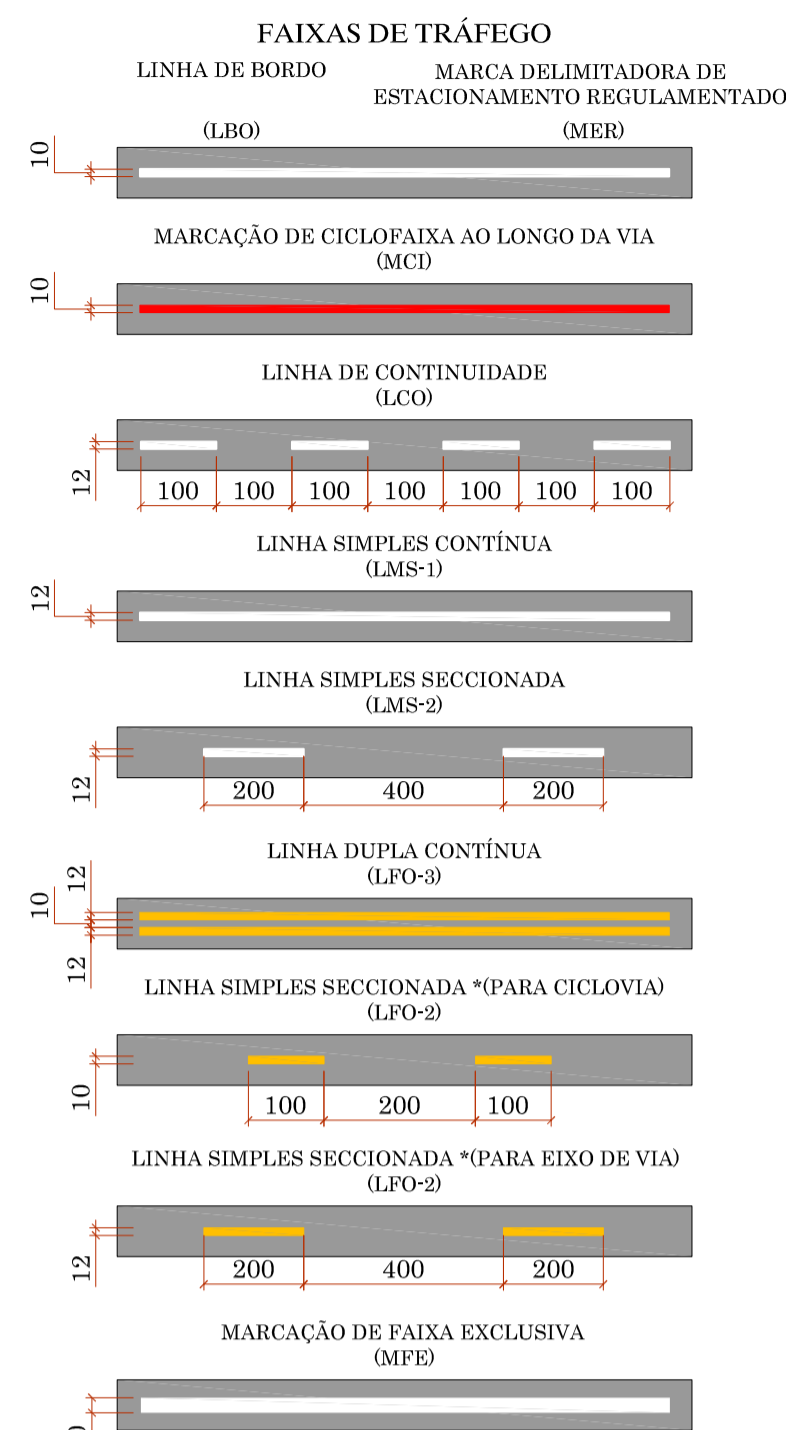 FAIXAS DE TRÁFEGO
LINHA DE BORDO
(LBO)
MARCA DELIMITADORA DE
ESTACIONAMENTO REGULAMENTADO
(MER)
10
MARCAÇÃO DE CICLOFAIXA AO LONGO DA VIA
(MCI)
10
LINHA DE CONTINUIDADE
(LCO)
12
100 100 100 100 100 100 100
LINHA SIMPLES CONTÍNUA
(LMS-1)
12
LINHA SIMPLES SECCIONADA
(LMS-2)
12
200 400 200
LINHA DUPLA CONTÍNUA
(LFO-3)
12
10
12
LINHA SIMPLES SECCIONADA *(PARA CICLOVIA)
(LFO-2)
10
100 200 100
LINHA SIMPLES SECCIONADA *(PARA EIXO DE VIA)
(LFO-2)
12
200 400 200
MARCAÇÃO DE FAIXA EXCLUSIVA
(MFE)